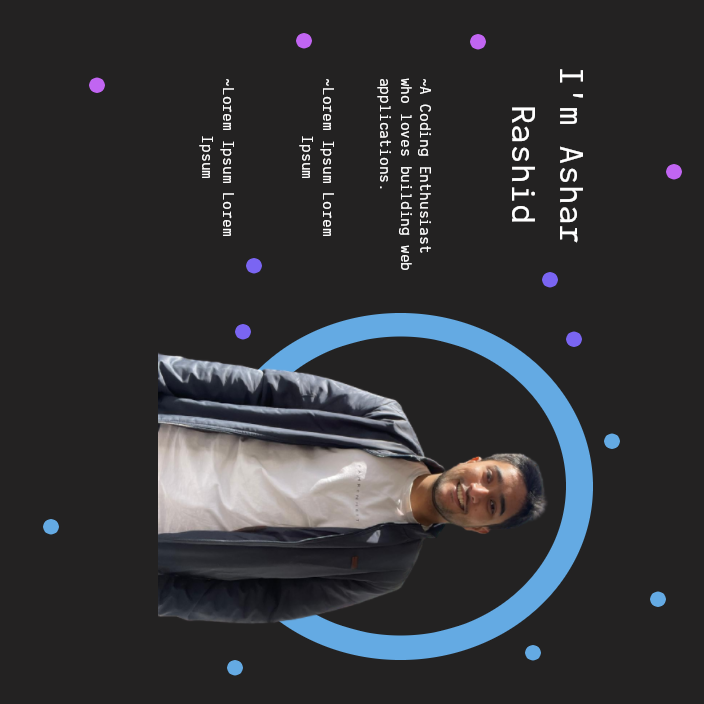 I'm Ashar
Rashid
~A Coding Enthusiast
who loves building web
applications.
~Lorem Ipsum Lorem
Ipsum
~Lorem Ipsum Lorem
Ipsum